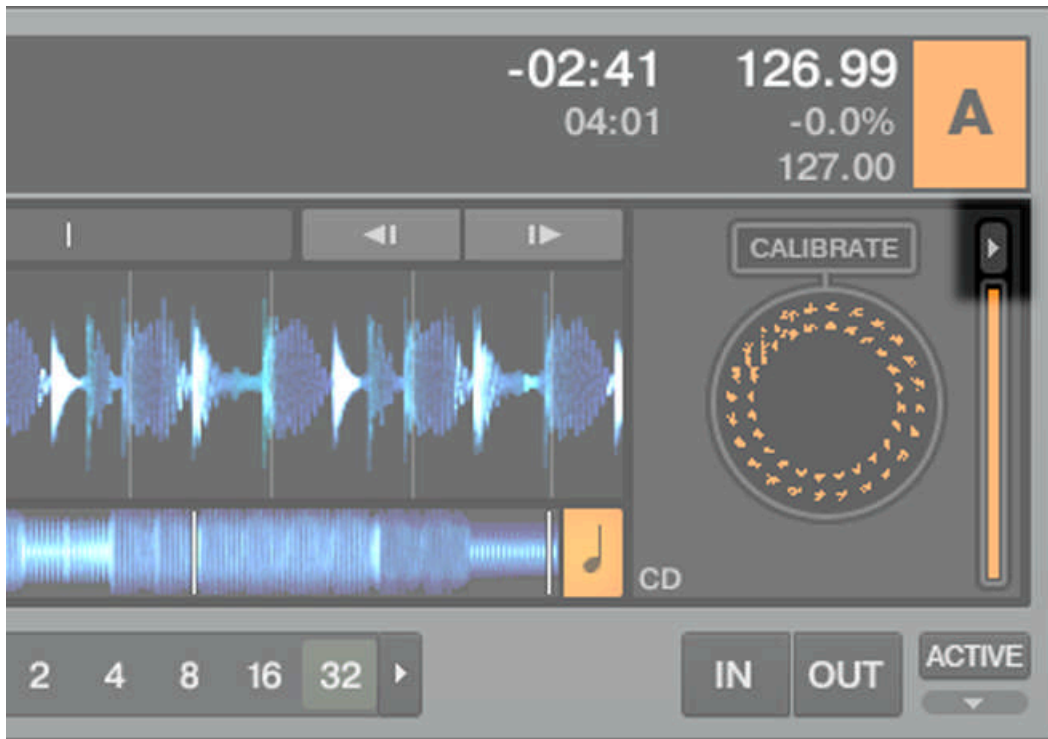 -02:41 126.99 A
04:01 -0.0%
127.00
CALIBRATE
CD
2 4 8 16 32 IN OUT ACTIVE